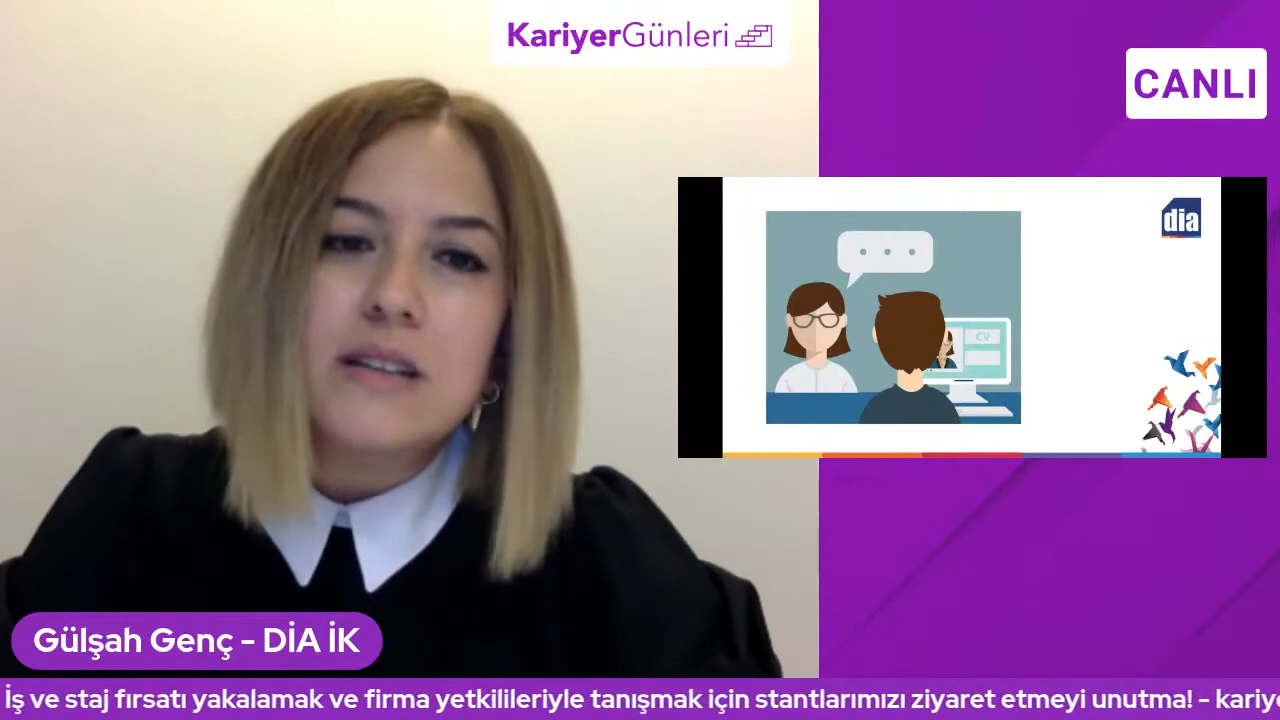 KariyerGünleri
CANLI
dia
CV
Gülşah Genç - DİA İK
İş ve staj fırsatı yakalamak ve firma yetkilileriyle tanışmak için stantlarımızı ziyaret etmeyi unutma! - kariye